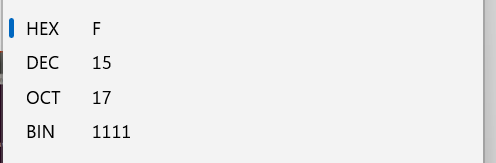 HEX F
DEC 15
OCT 17
BIN 1111